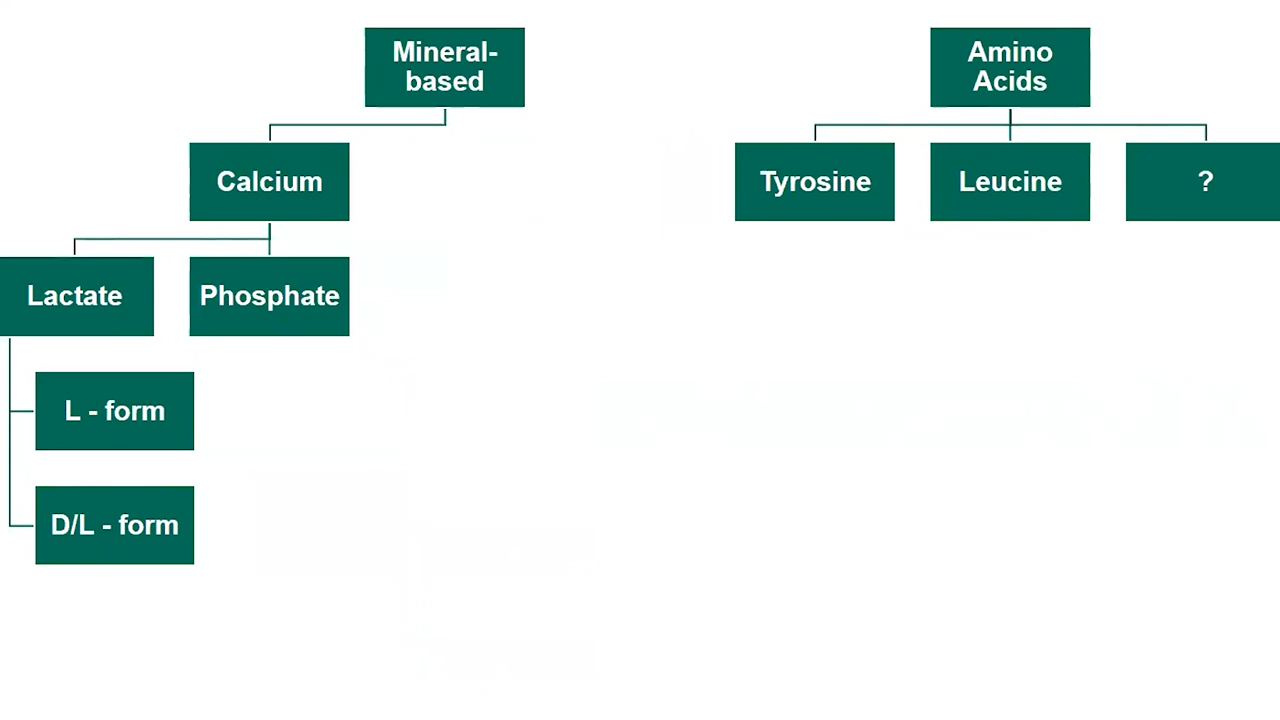 Mineral-
based
Amino
Acids
Calcium
Tyrosine
Leucine
?
Lactate
Phosphate
L - form
D/L - form